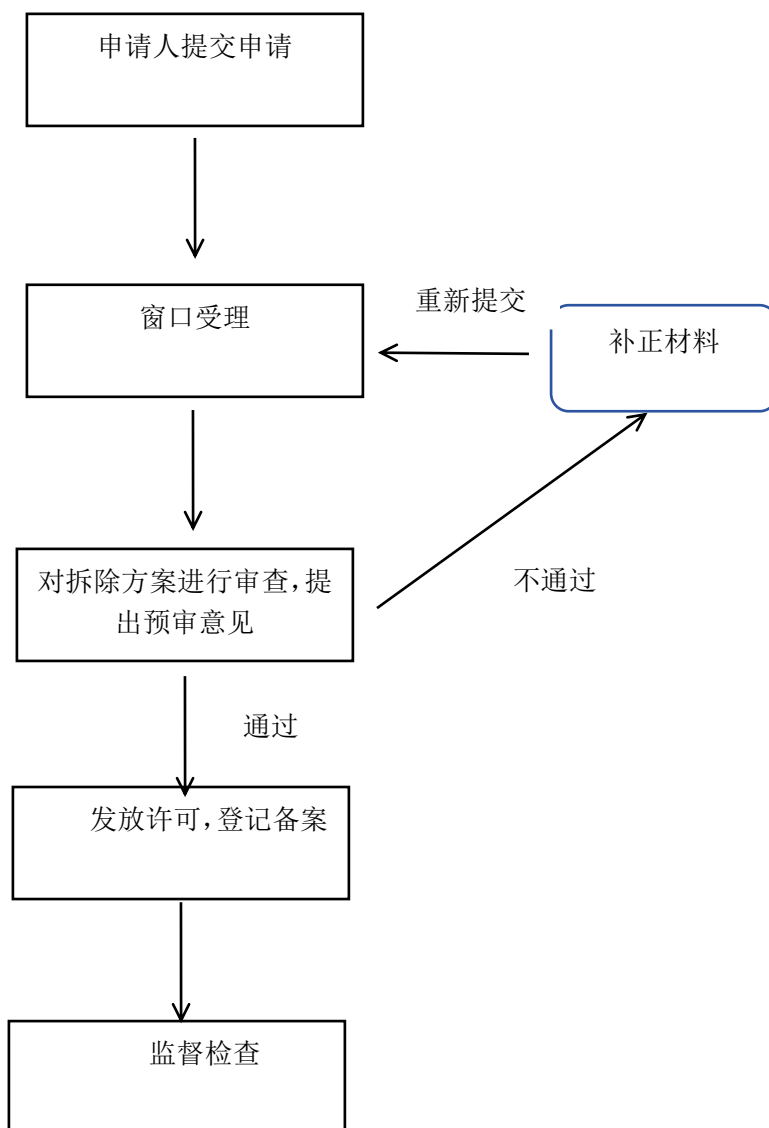 申请人提交申请
窗口受理
重新提交
补正材料
对拆除方案进行审查,提
出预审意见
不通过
通过
发放许可,登记备案
监督检查